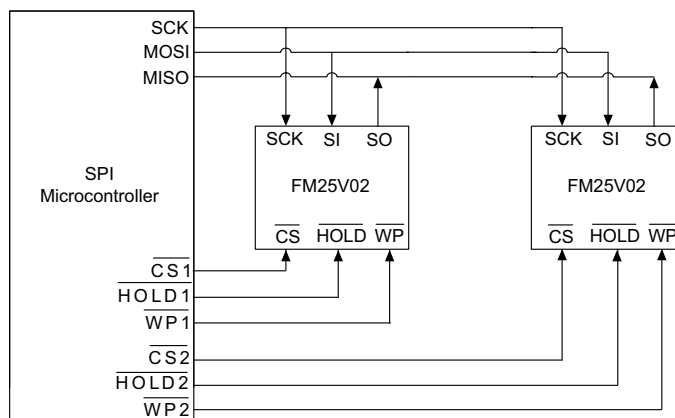 SCK
MOSI
MISO
SPI
Microcontroller
CS1
HOLD1
WP1
CS2
HOLD2
WP2
SCK SI SO
FM25V02
CS HOLD WP
SCK SI SO
FM25V02
CS HOLD WP